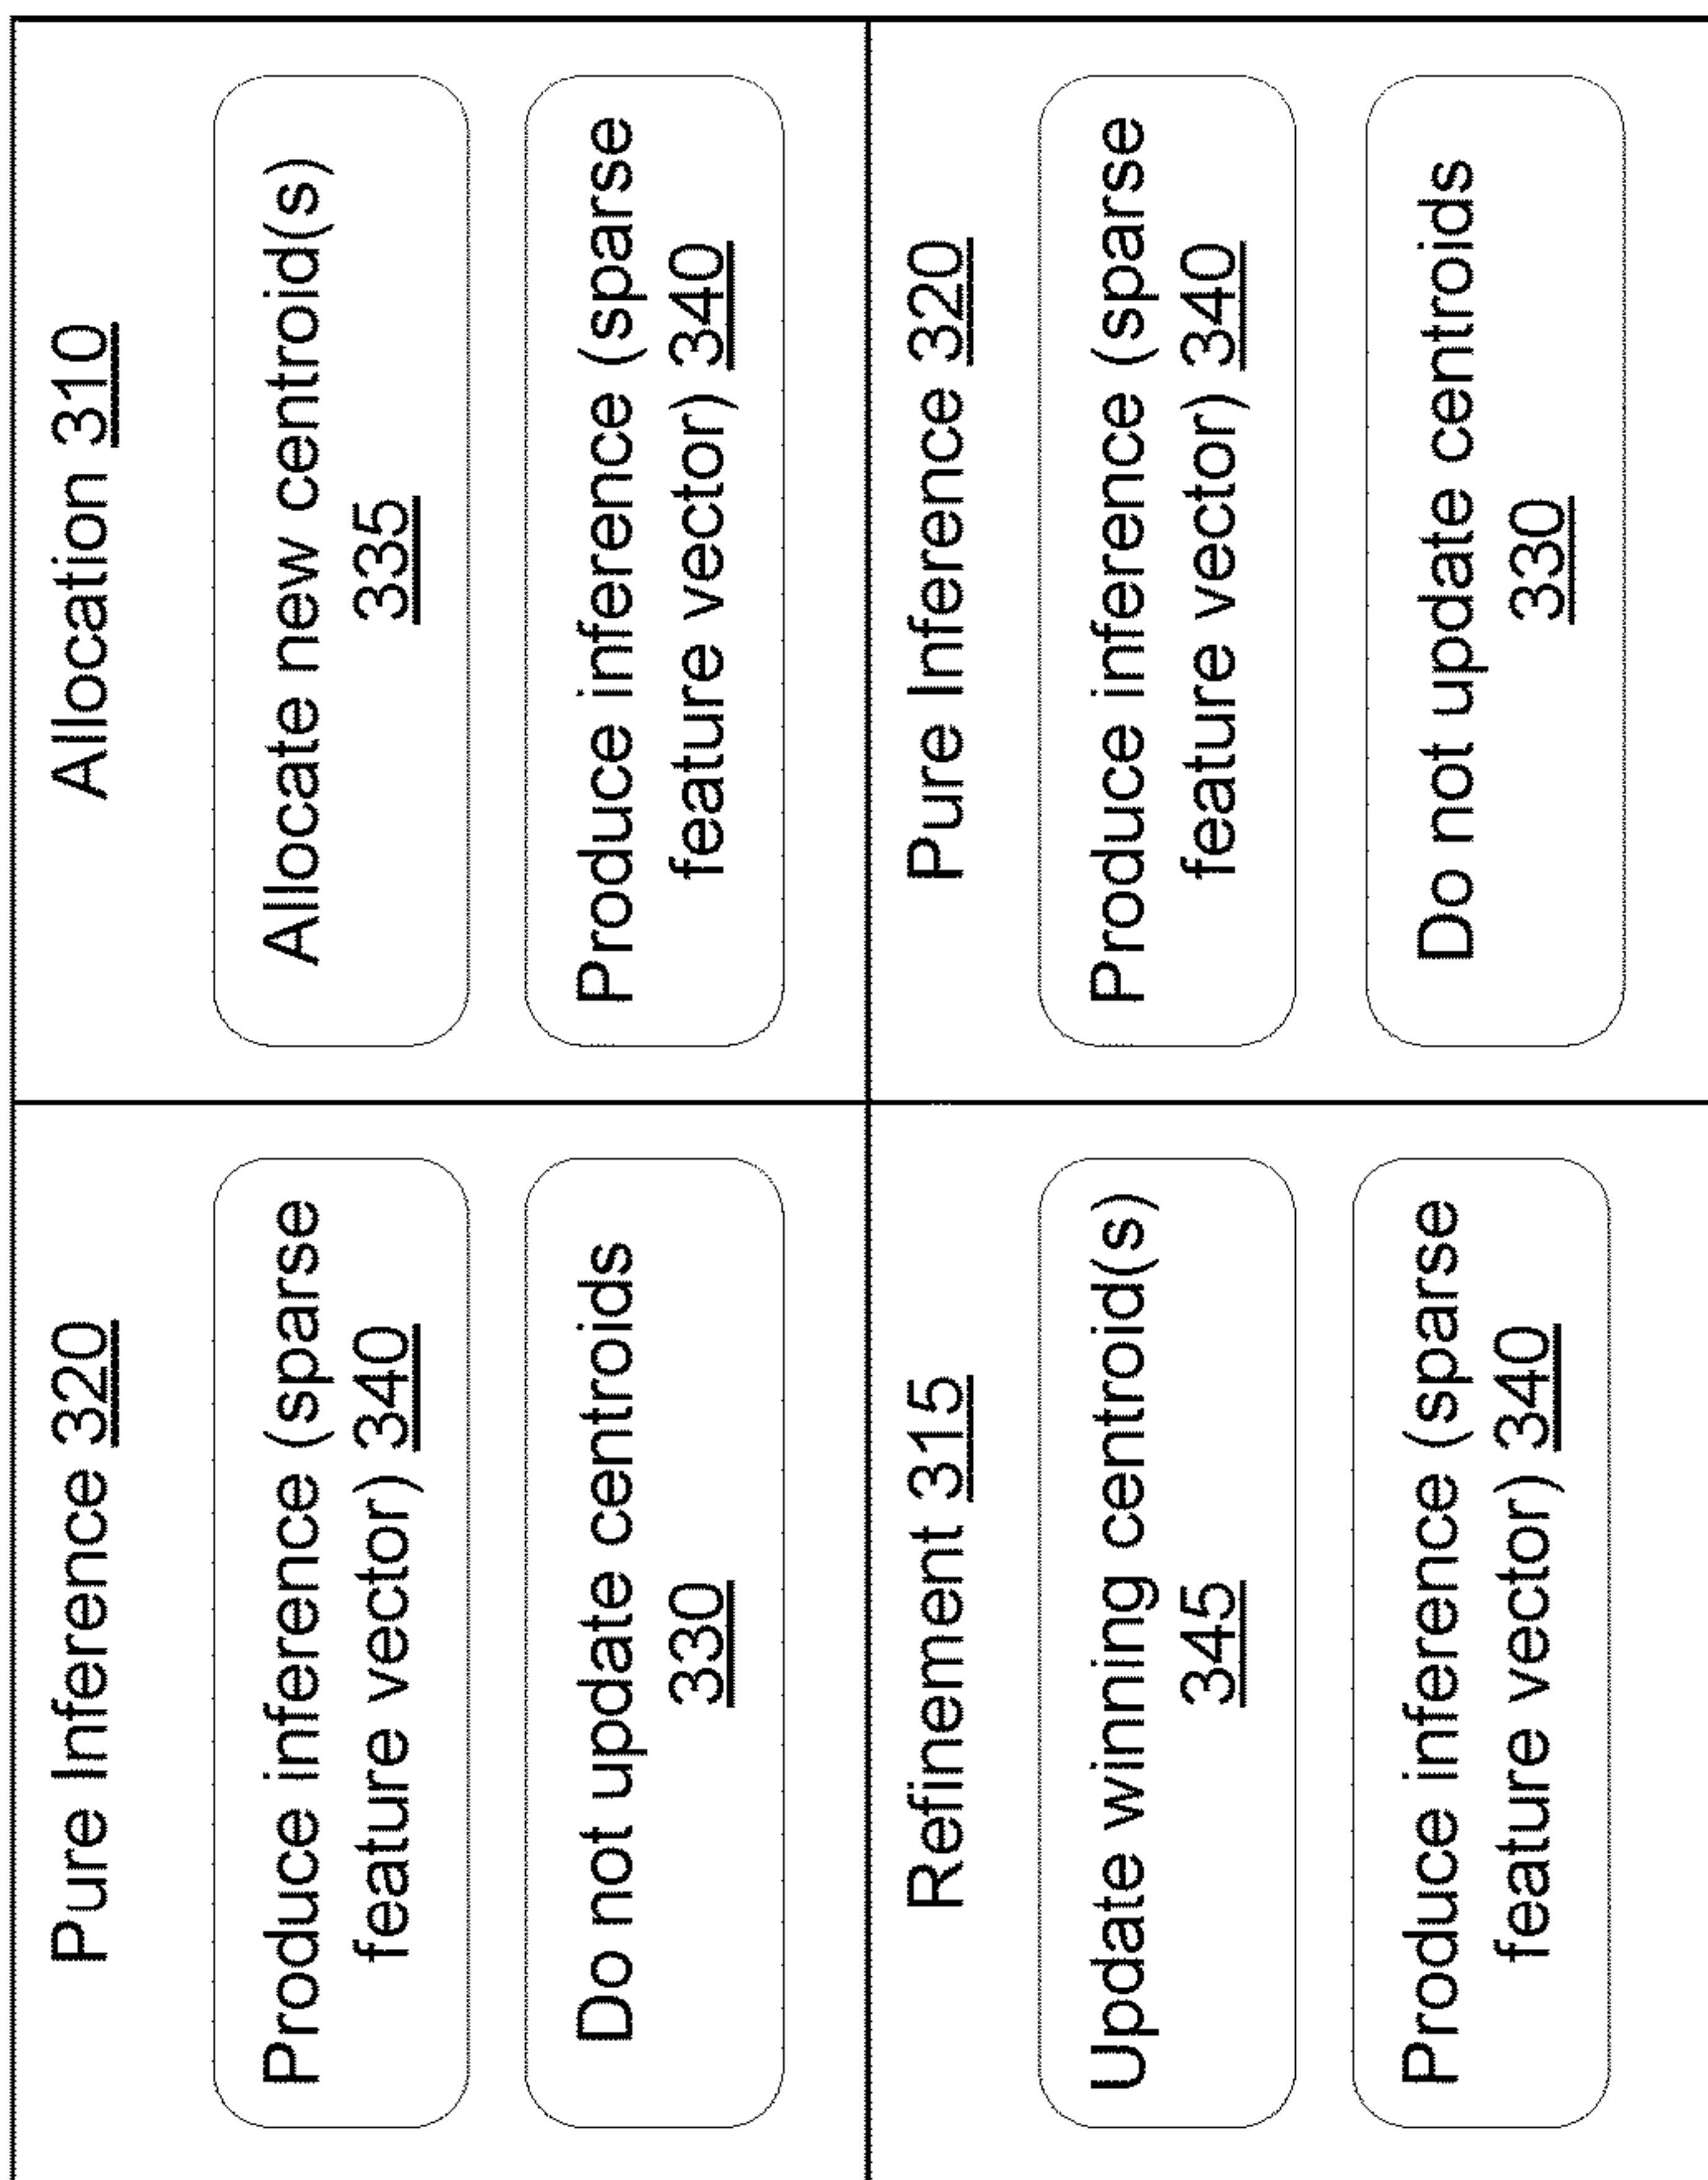 Pure Inference 320
Produce inference (sparse
feature vector) 340
Do not update centroids
330
Allocation 310
Allocate new centroid(s)
335
Produce inference (sparse
feature vector) 340
Refinement 315
Update winning centroid(s)
345
Produce inference (sparse
feature vector) 340
Pure Inference 320
Produce inference (sparse
feature vector) 340
Do not update centroids
330